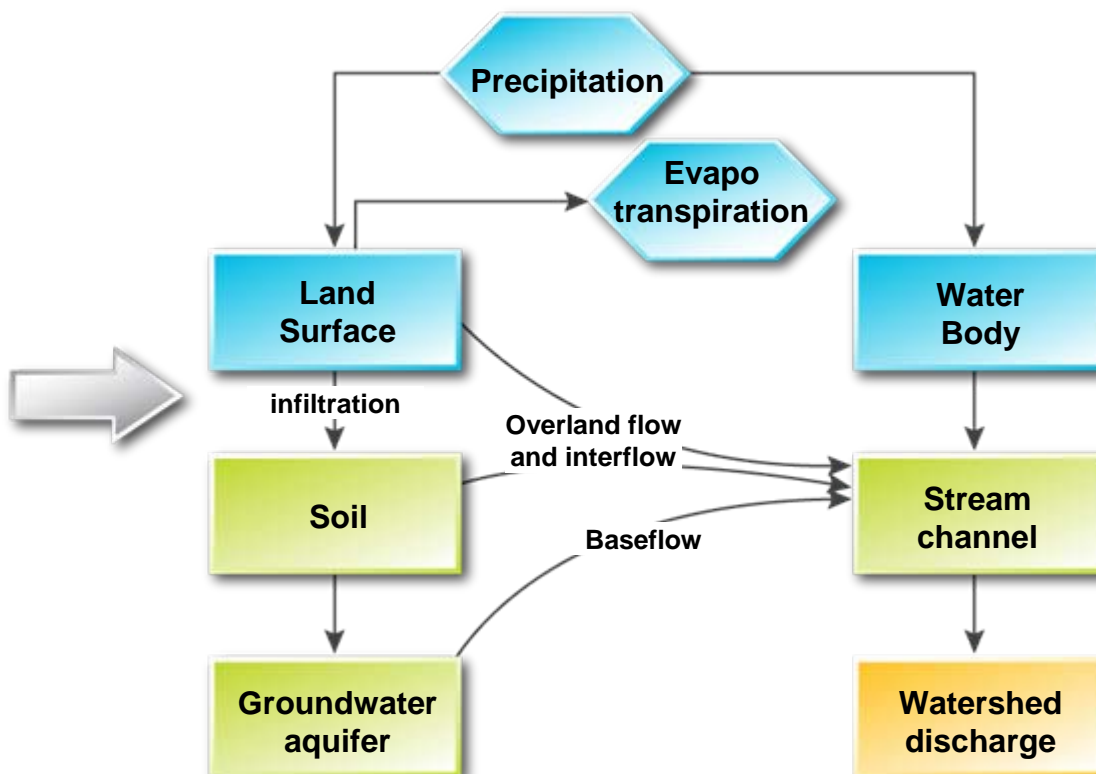 Precipitation
Evapo
transpiration
Land
Surface
Water
Body
infiltration
Overland flow
and interflow
Soil
Stream
channel
Baseflow
Groundwater
aquifer
Watershed
discharge